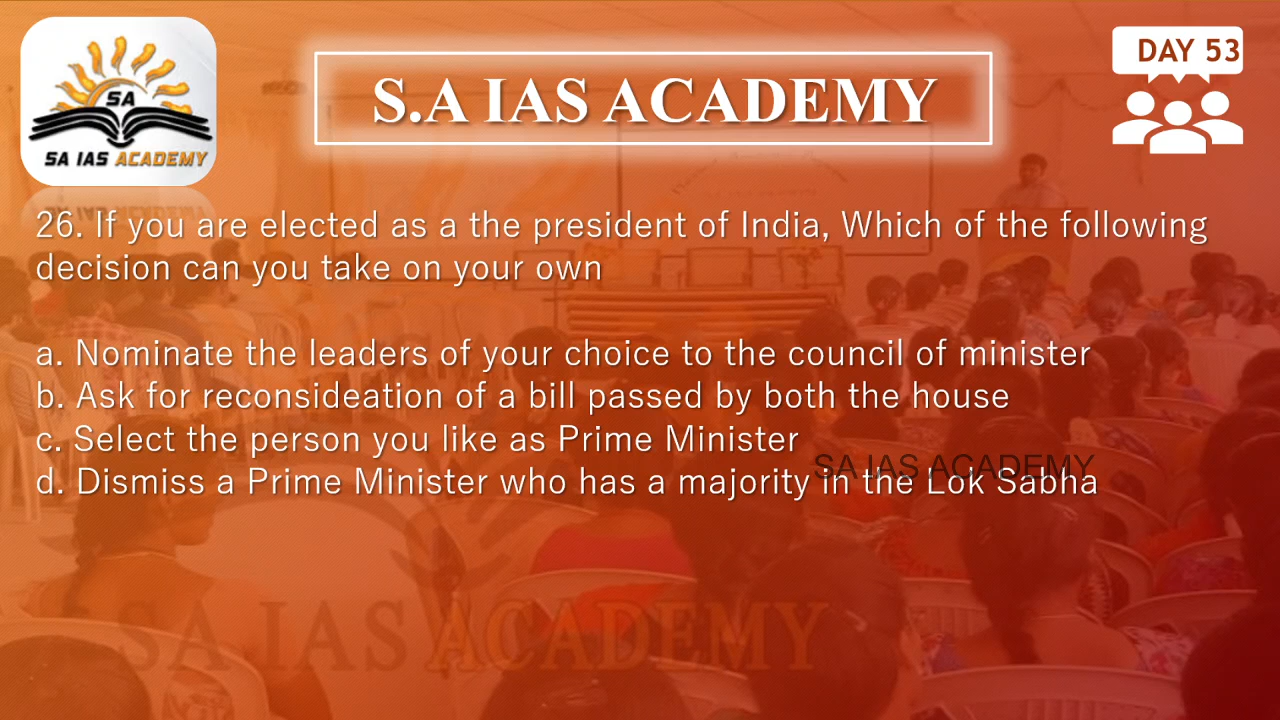 SA
SA IAS ACADEMY
S.A IAS ACADEMY
DAY 53
26. If you are elected as a the president of India, Which of the following
decision can you take on your own
a. Nominate the leaders of your choice to the council of minister
b. Ask for reconsideation of a bill passed by both the house
c. Select the person you like as Prime Minister
SA IAS ACADEMY
d. Dismiss a Prime Minister who has a majority in the Lok Sabha
SA IAS ACADEMY